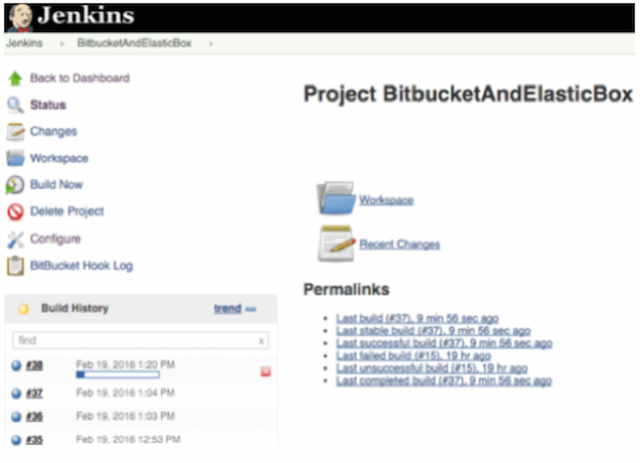 Jenkins
Jenkins › BitbucketAndElasticBox ›
Back to Dashboard
Status
Changes
Workspace
Build Now
Delete Project
Configure
BitBucket Hook Log
Build History trend
find x
#38 Feb 19, 2016 1:20 PM
#37 Feb 19, 2016 1:04 PM
#36 Feb 19, 2016 1:03 PM
#35 Feb 19, 2016 12:53 PM
Project BitbucketAndElasticBox
Workspace
Recent Changes
Permalinks
Last build (#37), 9 min 56 sec ago
Last stable build (#37), 9 min 56 sec ago
Last successful build (#37), 9 min 56 sec ago
Last failed build (#15), 19 hr ago
Last unsuccessful build (#15), 19 hr ago
Last completed build (#37), 9 min 56 sec ago